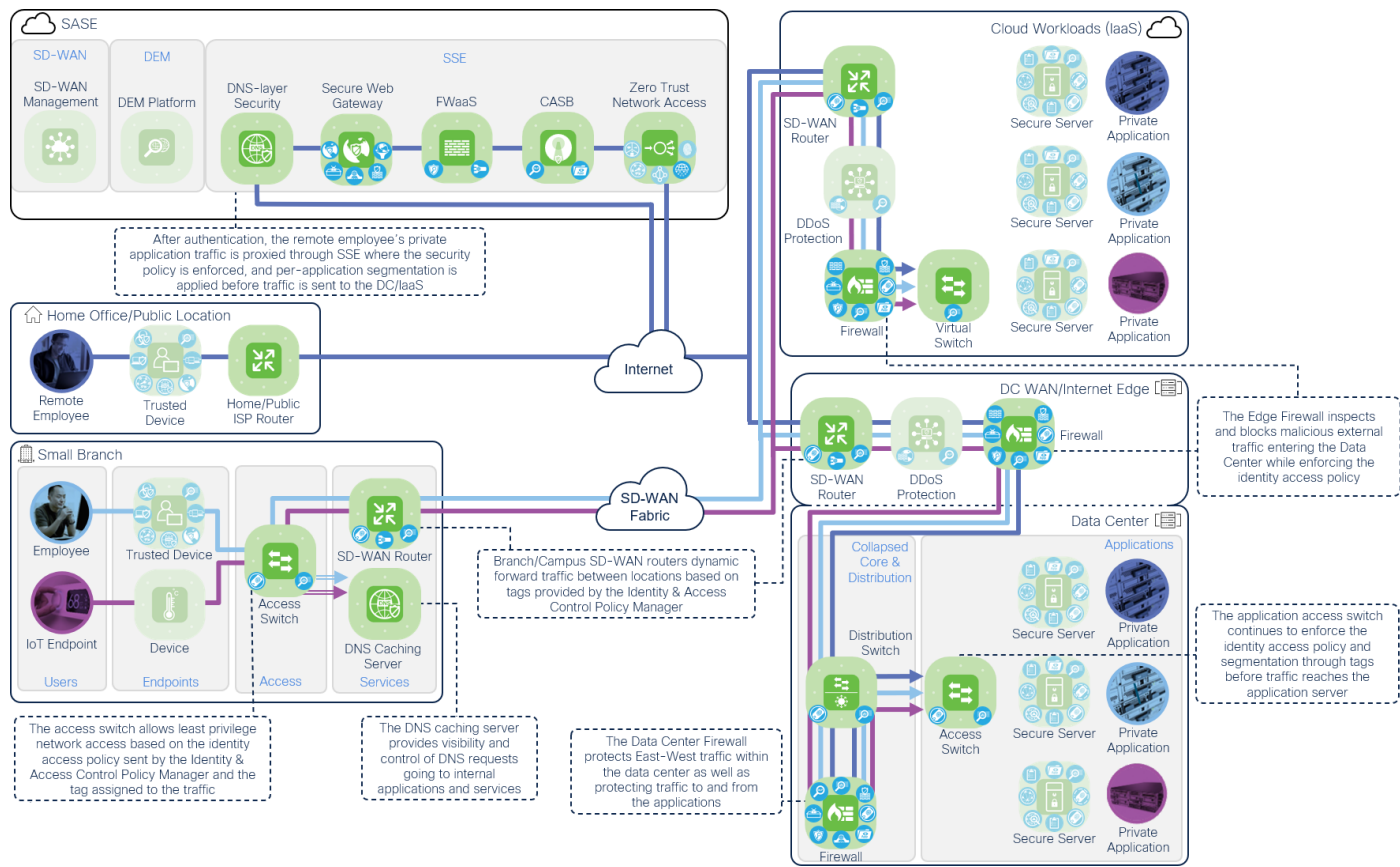 SASE
SD-WAN
DEM
SSE
SD-WAN
Management
DEM Platform
DNS-layer
Security
Secure Web
Gateway
FWaaS
CASB
Zero Trust
Network Access
After authentication, the remote employee's private
application traffic is proxied through SSE where the security
policy is enforced, and per-application segmentation is
applied before traffic is sent to the DC/IaaS
Home Office/Public Location
Remote
Employee
Trusted
Device
Home/Public
ISP Router
Internet
Small Branch
Employee
Trusted Device
IoT Endpoint
68
Device
Access
Switch
SD-WAN Router
DNS Caching
Server
Users
Endpoints
Access
Services
SD-WAN
Fabric
The access switch allows least privilege
network access based on the identity
access policy sent by the Identity &
Access Control Policy Manager and the
tag assigned to the traffic
The DNS caching server
provides visibility and
control of DNS requests
going to internal
applications and services
Branch/Campus SD-WAN routers dynamic
forward traffic between locations based on
tags provided by the Identity & Access
Control Policy Manager
The Data Center Firewall
protects East-West traffic within
the data center as well as
protecting traffic to and from
the applications
Cloud Workloads (IaaS)
SD-WAN
Router
DDoS
Protection
Firewall
Virtual
Switch
Secure Server
Private
Application
Secure Server
Private
Application
Secure Server
Private
Application
DC WAN/Internet Edge
SD-WAN
Router
DDoS
Protection
Firewall
The Edge Firewall inspects
and blocks malicious external
traffic entering the Data
Center while enforcing the
identity access policy
Data Center
Collapsed
Core &
Distribution
Applications
Distribution
Switch
Access
Switch
Firewall
Secure Server
Private
Application
Secure Server
Private
Application
Secure Server
Private
Application
The application access switch
continues to enforce the
identity access policy and
segmentation through tags
before traffic reaches the
application server